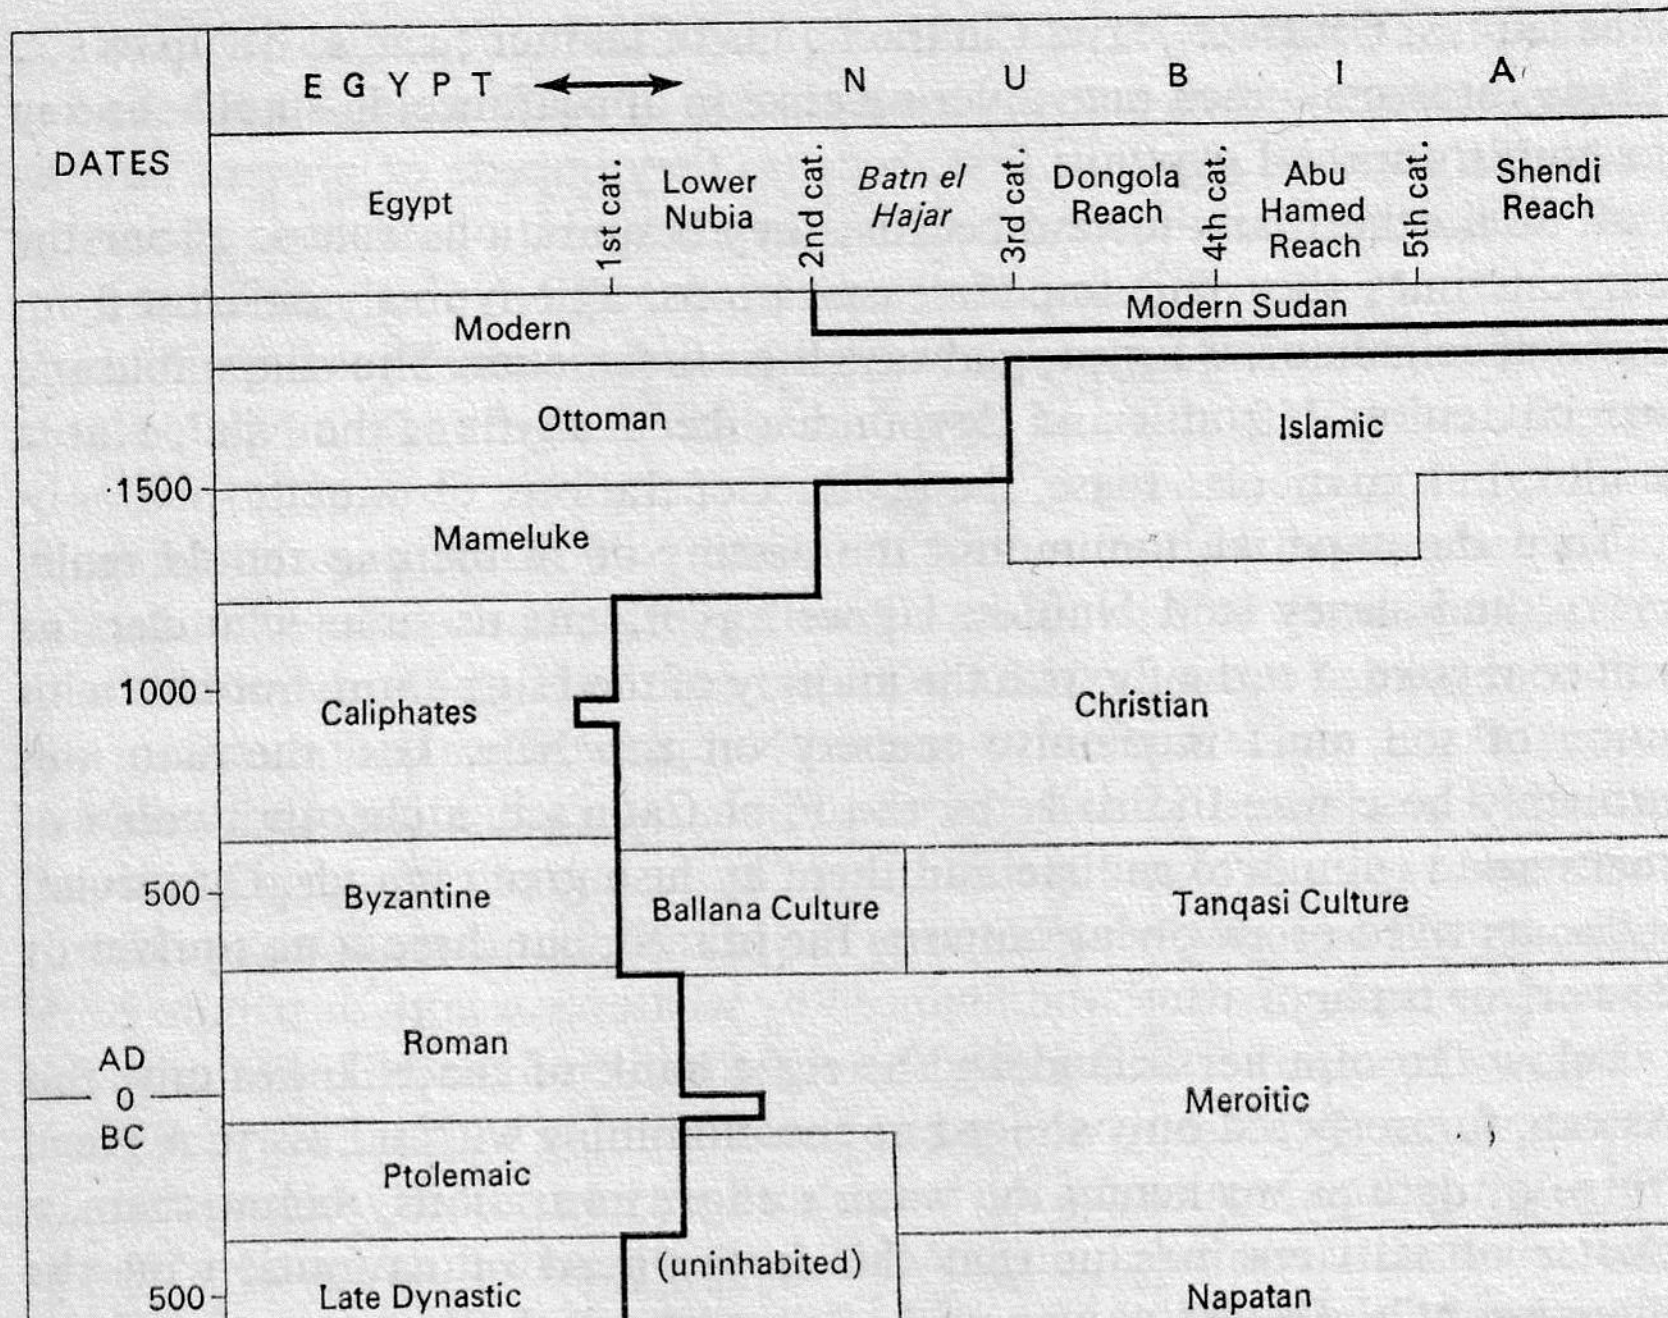 E G Y P T N U B I A
DATES
Egypt
1st cat.
Lower
Nubia
2nd cat.
Batn el
Hajar
3rd cat.
Dongola
Reach
4th cat.
Abu
Hamed
Reach
5th cat.
Shendi
Reach
Modern
Modern Sudan
Ottoman
Islamic
1500
Mameluke
1000
Caliphates
Christian
500
Byzantine
Ballana Culture
Tanqasi Culture
Roman
AD
0
BC
Meroitic
Ptolemaic
(uninhabited)
500
Late Dynastic
Napatan